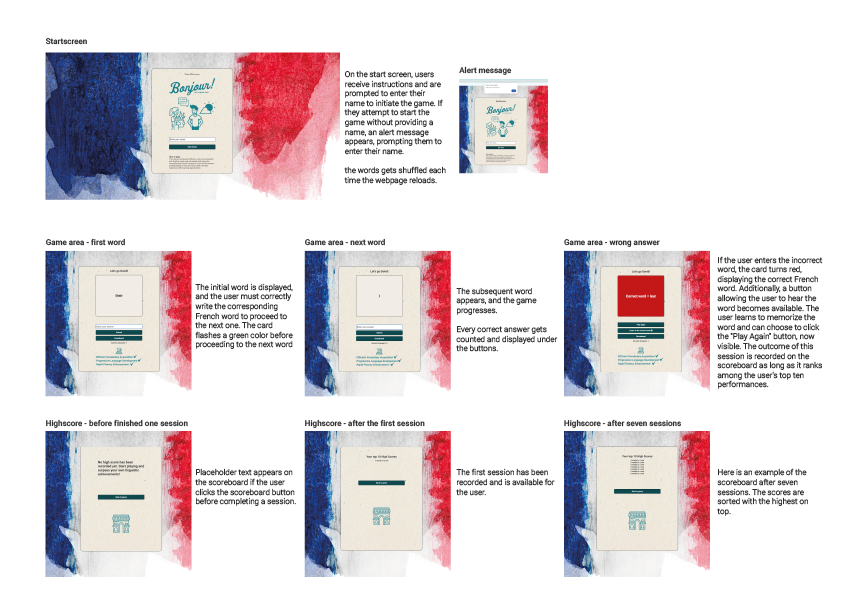 Startscreen
On the start screen, users
receive instructions and are
prompted to enter their
name to initiate the game. If
they attempt to start the
game without providing a
name, an alert message
appears, prompting them to
enter their name.
the words gets shuffled each
time the webpage reloads.
Alert message
Bonjour!
Bonjour!
Game area - first word
Let's go David!
The initial word is displayed,
and the user must correctly
write the corresponding
French word to proceed to
the next one. The card
flashes a green color before
proceeding to the next word
Game area - next word
Let's go David!
I
The subsequent word
appears, and the game
progresses.
Every correct answer gets
counted and displayed under
the buttons.
Game area - wrong answer
Let's go David!
If the user enters the incorrect
word, the card turns red,
displaying the correct French
word. Additionally, a button
allowing the user to hear the
word becomes available. The
user learns to memorize the
word and can choose to click
the "Play Again" button, now
visible. The outcome of this
session is recorded on the
scoreboard as long as it ranks
among the user's top ten
performances.
Highscore - before finished one session
No high score has been
recorded yet. Start playing and
surpass your own linguistic
achievements!
Placeholder text appears on
the scoreboard if the user
clicks the scoreboard button
before completing a session.
Highscore - after the first session
Your top 10 High Scores
The first session has been
recorded and is available for
the user.
Highscore - after seven sessions
Your top 10 High Scores
Here is an example of the
scoreboard after seven
sessions. The scores are
sorted with the highest on
top.